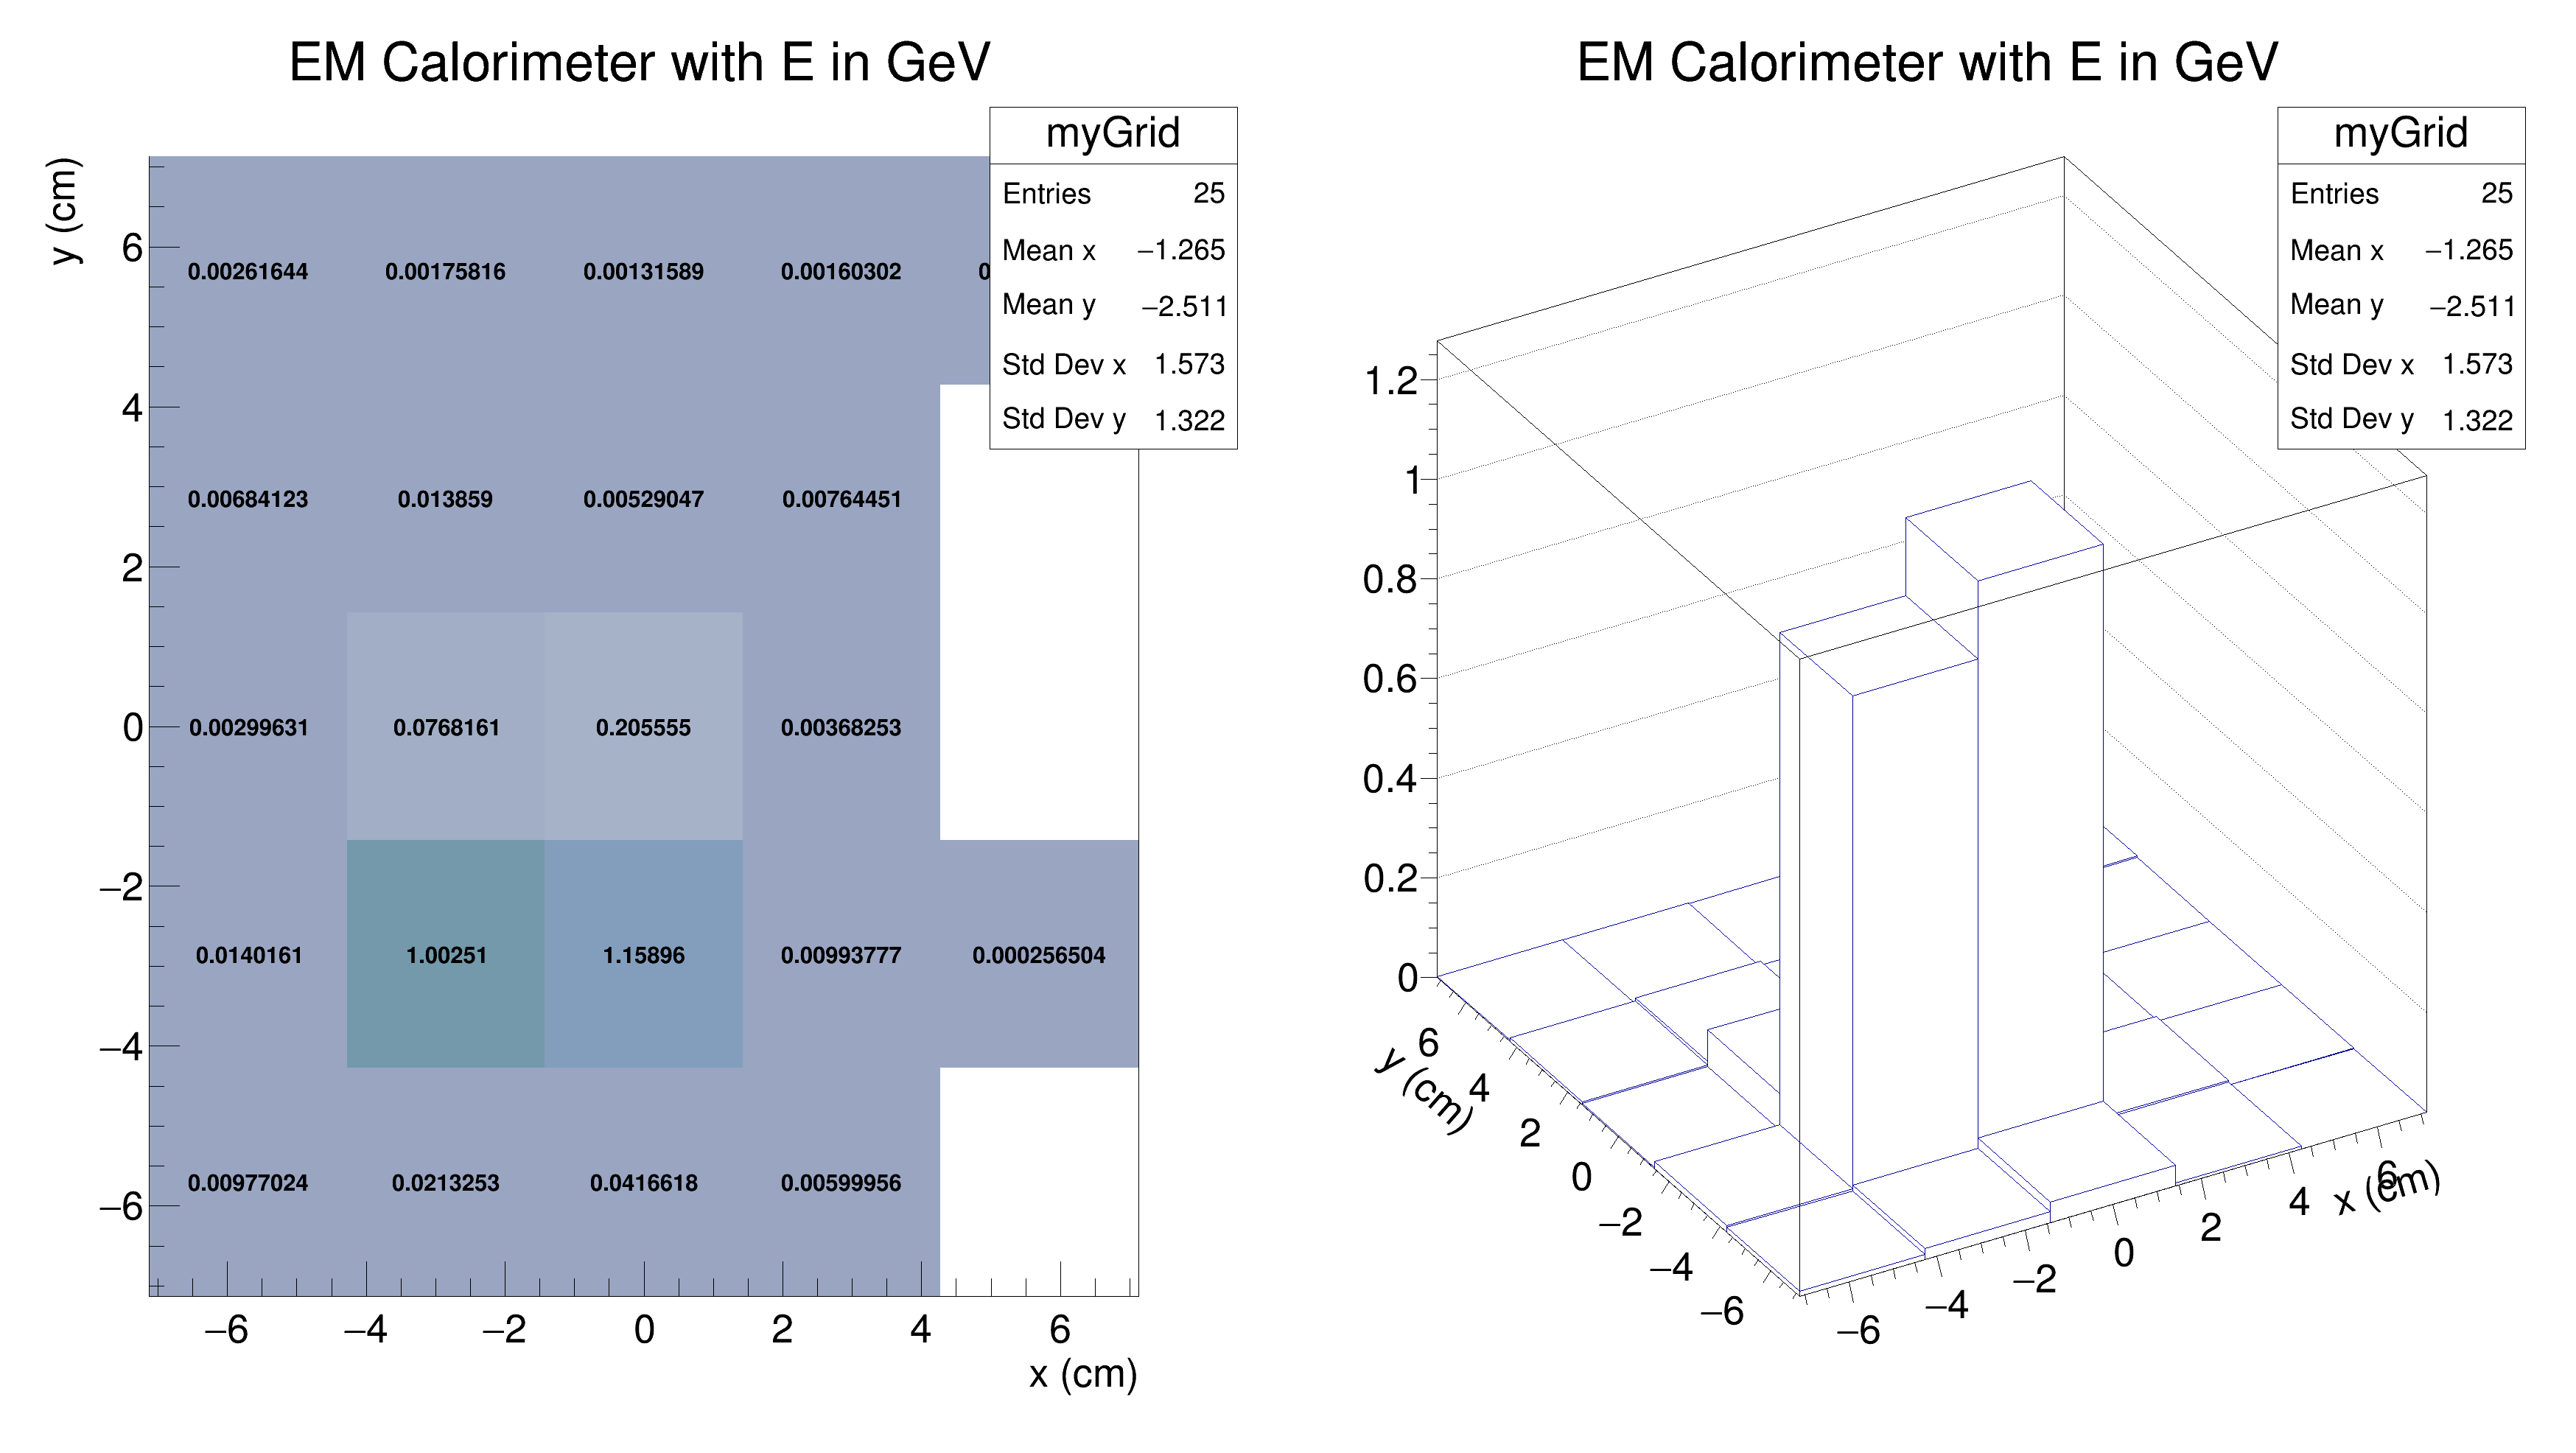 EM Calorimeter with E in GeV
myGrid
Entries 25
Mean x −1.265
Mean y −2.511
Std Dev x 1.573
Std Dev y 1.322
y (cm)
6
4
2
0
−2
−4
−6
0.00261644 0.00175816 0.00131589 0.00160302
0.00684123 0.013859 0.00529047 0.00764451
0.00299631 0.0768161 0.205555 0.00368253
0.0140161 1.00251 1.15896 0.00993777 0.000256504
0.00977024 0.0213253 0.0416618 0.00599956
−6 −4 −2 0 2 4 6
x (cm)
EM Calorimeter with E in GeV
myGrid
Entries 25
Mean x −1.265
Mean y −2.511
Std Dev x 1.573
Std Dev y 1.322
1.2
1
0.8
0.6
0.4
0.2
0
6
4
2
0
−2
−4
−6
y (cm)
−6
−4
−2
0
2
4
6
x (cm)